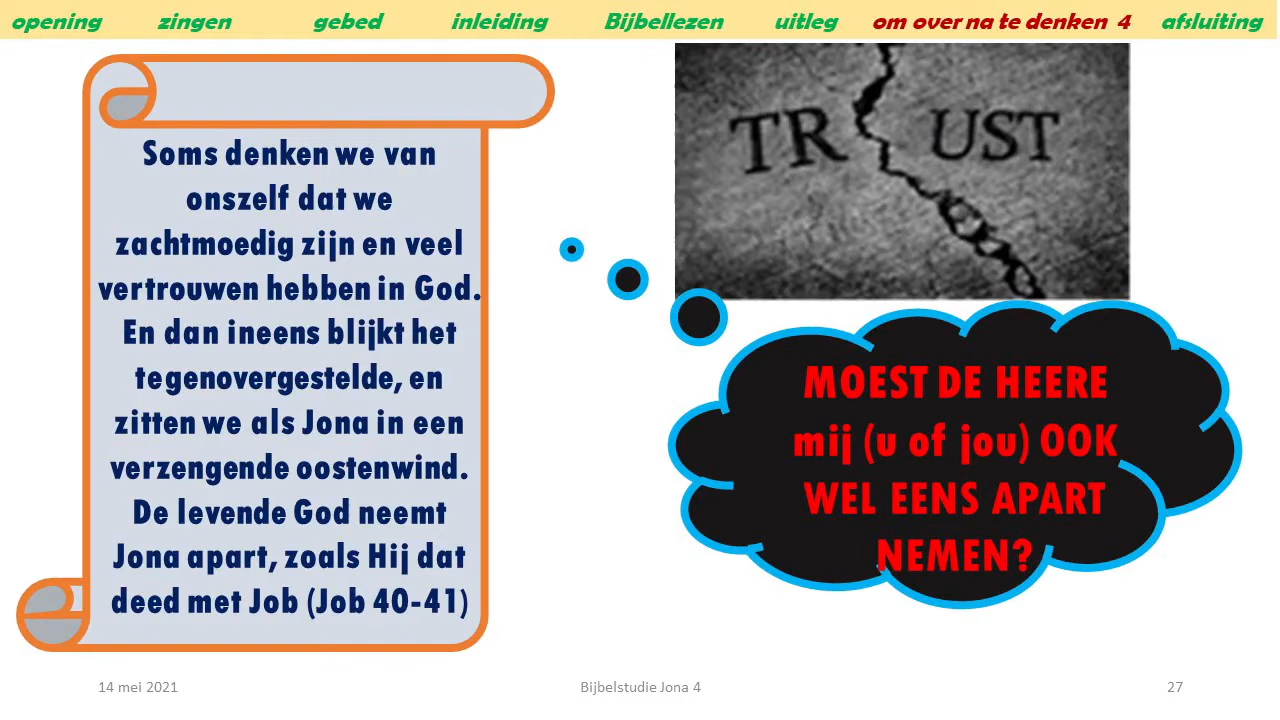 opening zingen gebed inleiding Bijbellezen uitleg om over na te denken 4 afsluiting
Soms denken we van
onszelf dat we
zachtmoedig zijn en veel
vertrouwen hebben in God.
En dan ineens blijkt het
tegenovergestelde, en
zitten we als Jona in een
verzengende oostenwind.
De levende God neemt
Jona apart, zoals Hij dat
deed met Job (Job 40-41)
TR UST
MOEST DE HEERE
mij (u of jou) OOK
WEL EENS APART
NEMEN?
14 mei 2021 Bijbelstudie Jona 4 27